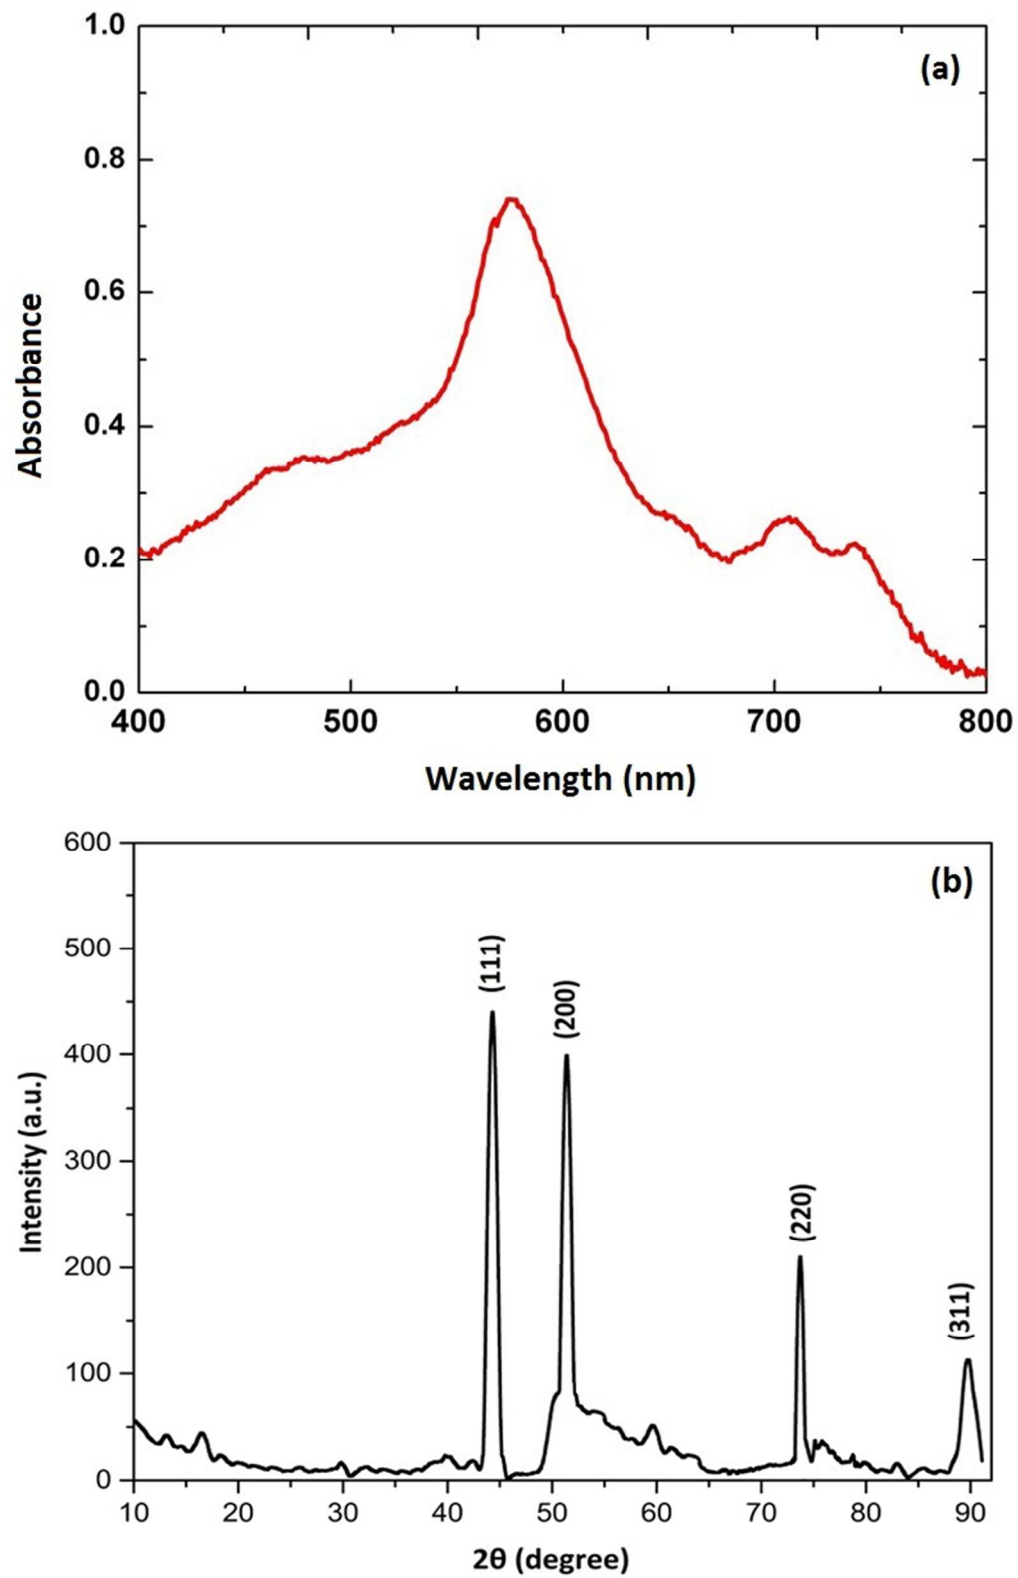 1.0
(a)
0.8
0.6
Absorbance
0.4
0.2
0.0
400 500 600 700 800
Wavelength (nm)
600
(b)
500
(111)
(200)
400
Intensity (a.u.)
300
(220)
200
(311)
100
0
10 20 30 40 50 60 70 80 90
2θ (degree)